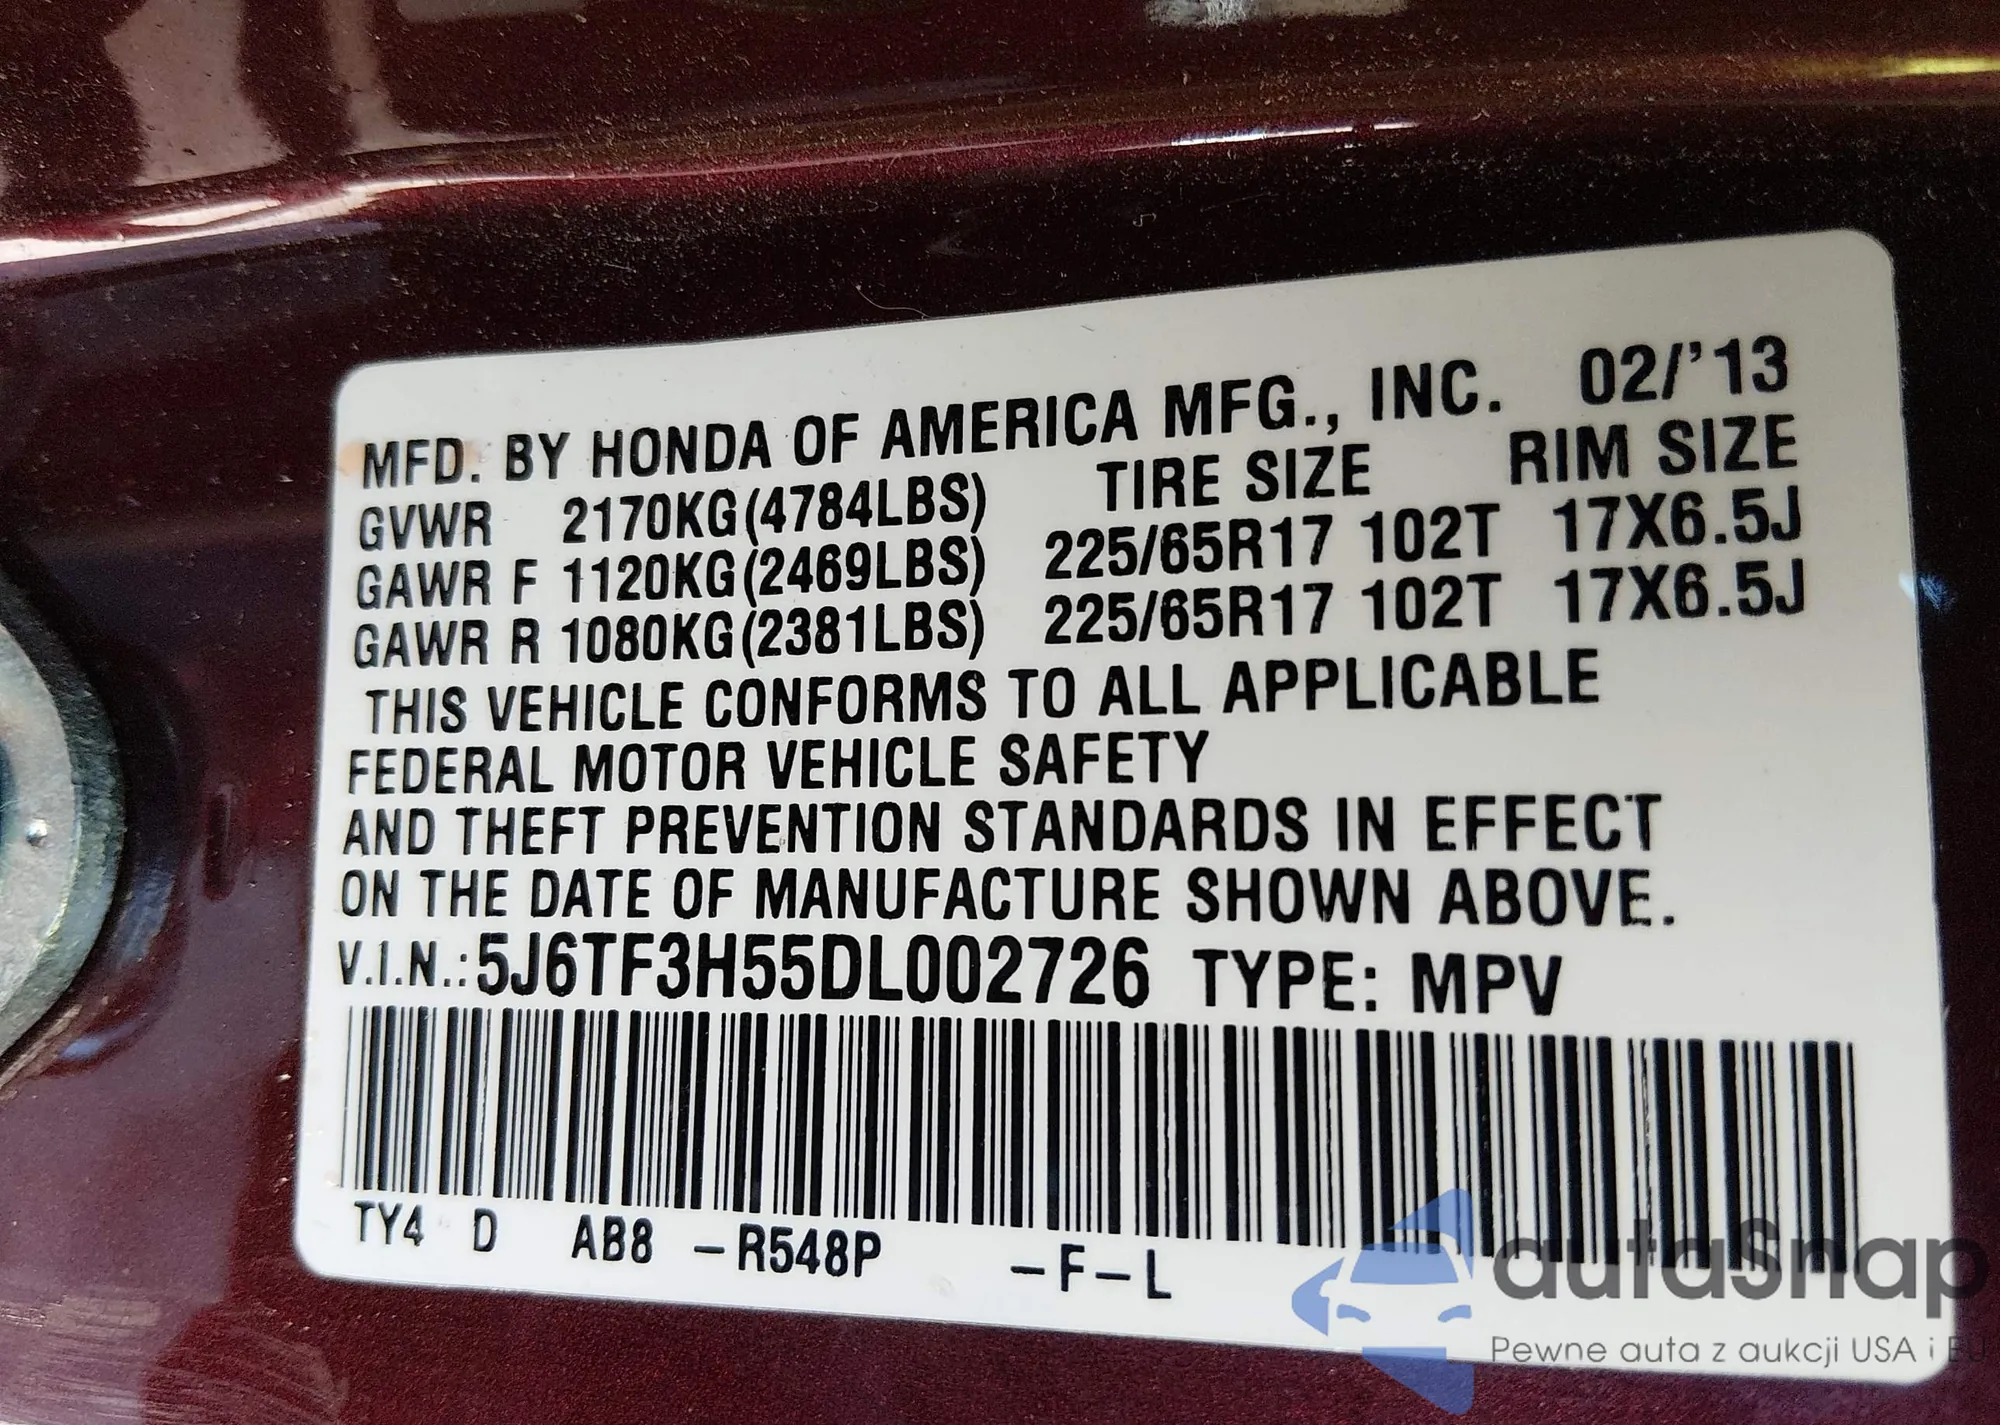 MFD. BY HONDA OF AMERICA MFG., INC. 02/'13
TIRE SIZE RIM SIZE
GVWR 2170KG(4784LBS)
GAWR F 1120KG(2469LBS) 225/65R17 102T 17X6.5J
GAWR R 1080KG(2381LBS) 225/65R17 102T 17X6.5J
THIS VEHICLE CONFORMS TO ALL APPLICABLE
FEDERAL MOTOR VEHICLE SAFETY
AND THEFT PREVENTION STANDARDS IN EFFECT
ON THE DATE OF MANUFACTURE SHOWN ABOVE.
V.I.N.:5J6TF3H55DL002726 TYPE: MPV
TY4 D AB8 –R548P –F–L
autaSnap
Pewne auta z aukcji USA i EU